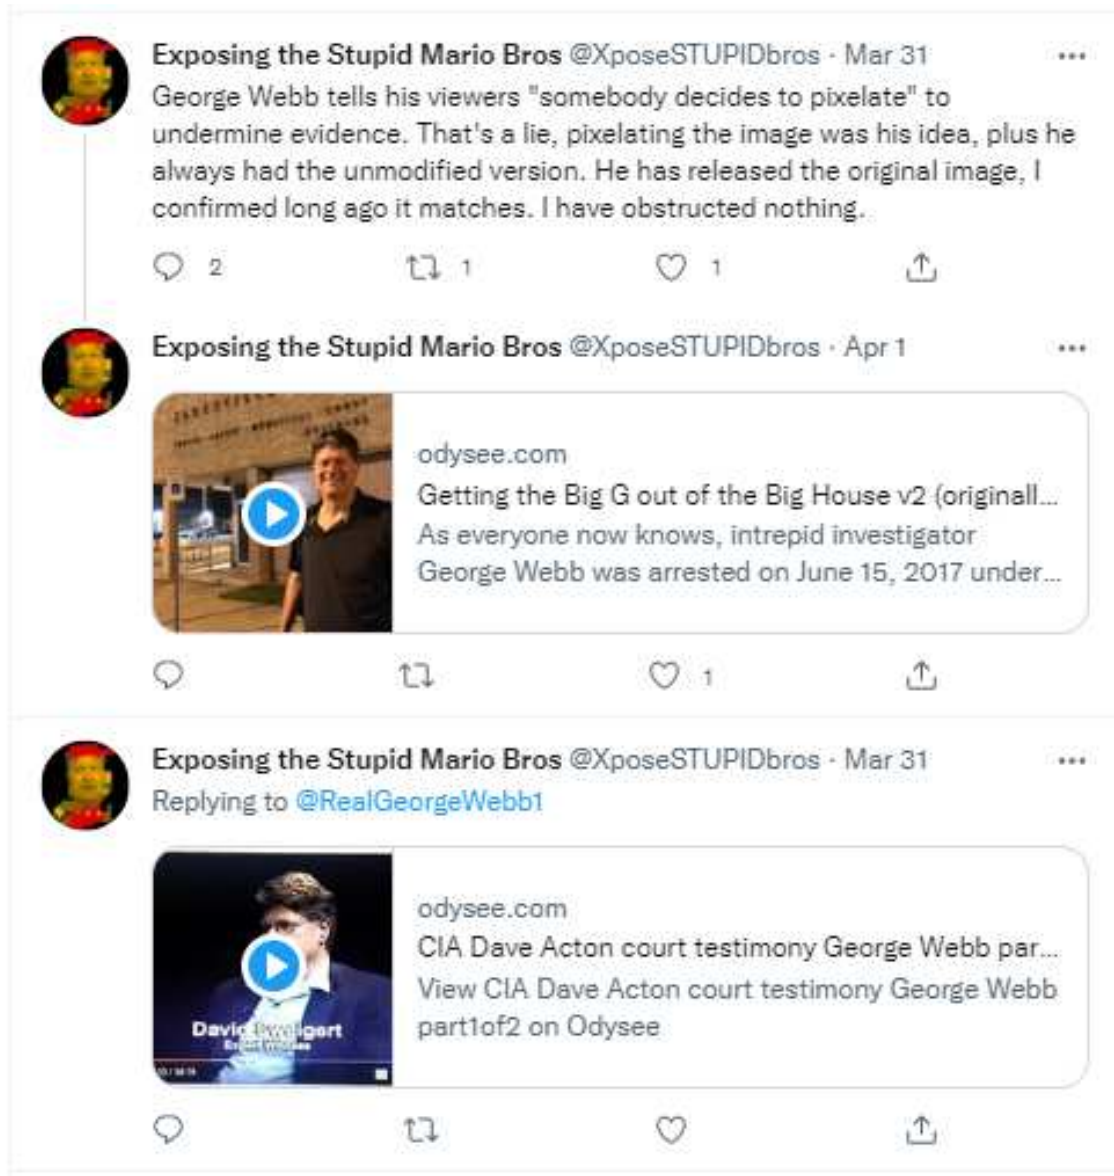 Exposing the Stupid Mario Bros @XposeSTUPIDbros · Mar 31
George Webb tells his viewers "somebody decides to pixelate" to
undermine evidence. That's a lie, pixelating the image was his idea, plus he
always had the unmodified version. He has released the original image, I
confirmed long ago it matches. I have obstructed nothing.
2 1 1
Exposing the Stupid Mario Bros @XposeSTUPIDbros · Apr 1
odysee.com
Getting the Big G out of the Big House v2 (originall...
As everyone now knows, intrepid investigator
George Webb was arrested on June 15, 2017 under...
1
Exposing the Stupid Mario Bros @XposeSTUPIDbros · Mar 31
Replying to @RealGeorgeWebb1
odysee.com
CIA Dave Acton court testimony George Webb par...
View CIA Dave Acton court testimony George Webb
part1of2 on Odysee